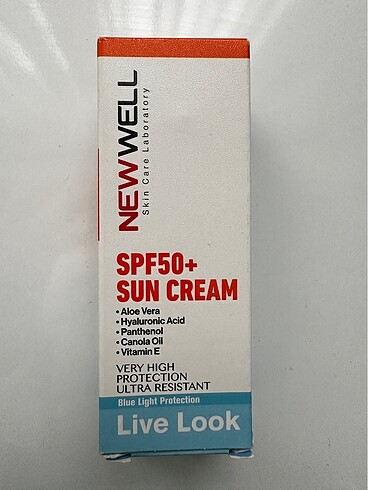 NEWWELL
Skin Care Laboratory
SPF50+
SUN CREAM
• Aloe Vera
• Hyaluronic Acid
• Panthenol
• Canola Oil
• Vitamin E
VERY HIGH
PROTECTION
ULTRA RESISTANT
Blue Light Protection
Live Look